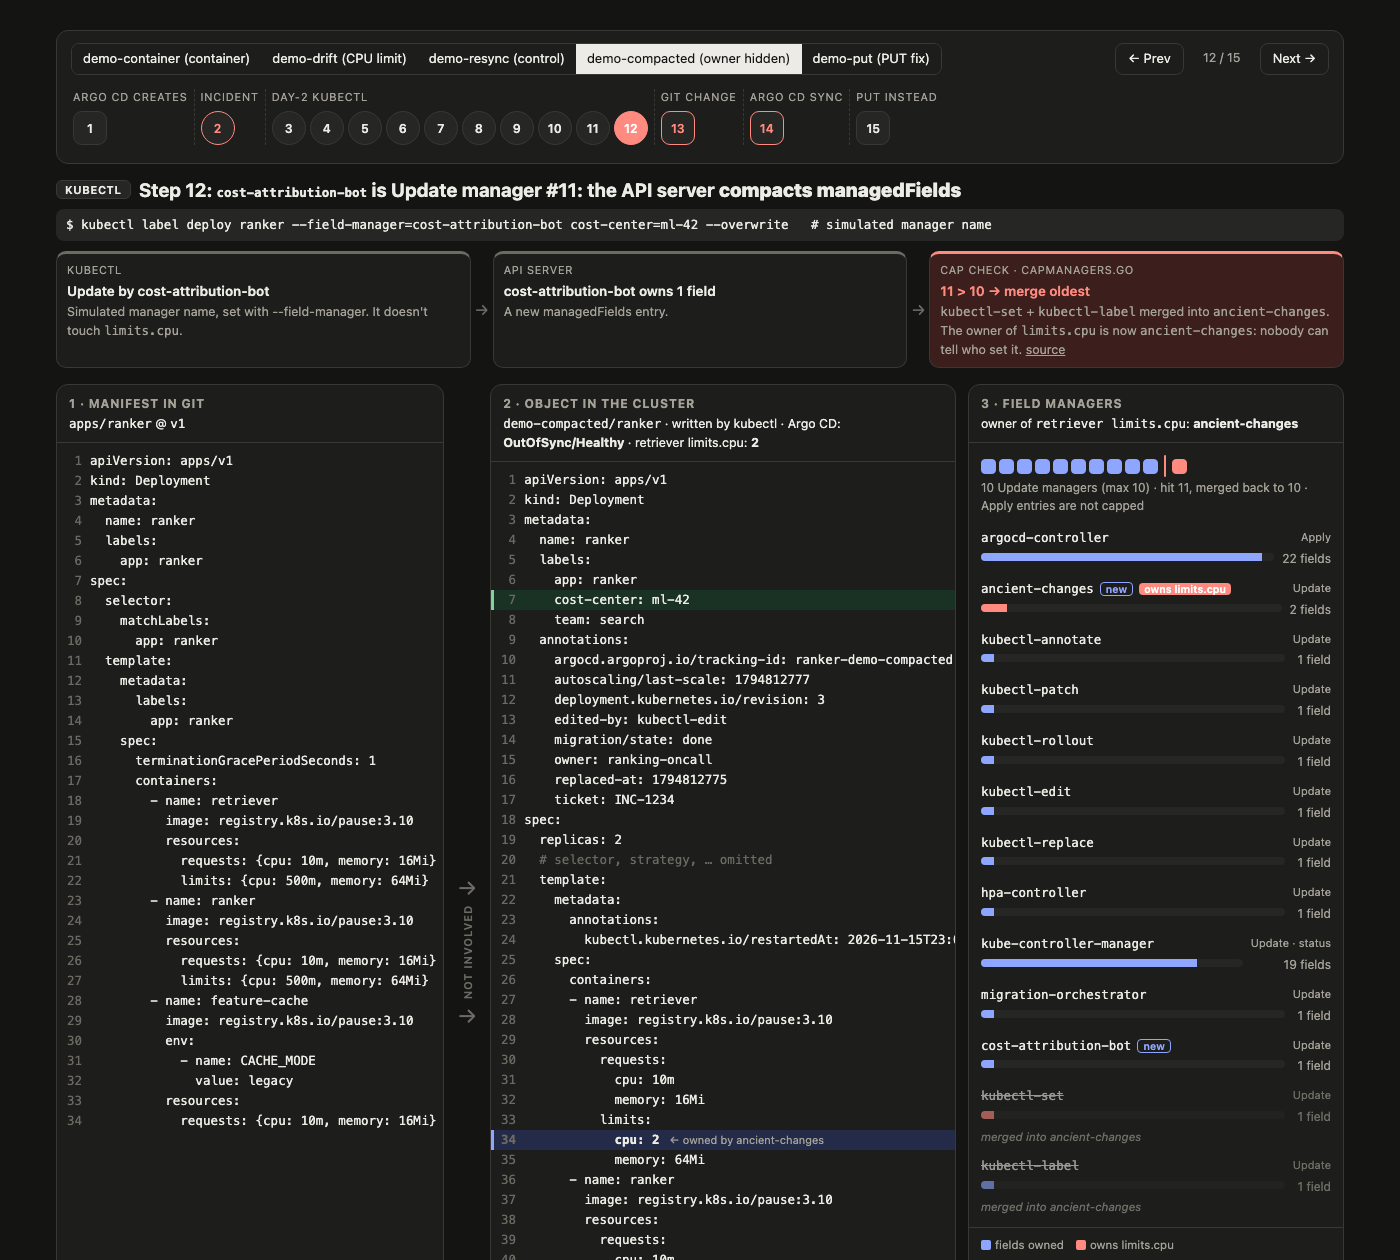 demo-container (container)
demo-drift (CPU limit)
demo-resync (control)
demo-compacted (owner hidden)
demo-put (PUT fix)
← Prev
12 / 15
Next →
ARGO CD CREATES
INCIDENT
DAY-2 KUBECTL
GIT CHANGE
ARGO CD SYNC
PUT INSTEAD
1
2
3
4
5
6
7
8
9
10
11
12
13
14
15
KUBECTL
Step 12: cost-attribution-bot is Update manager #11: the API server compacts managedFields
$ kubectl label deploy ranker --field-manager=cost-attribution-bot cost-center=ml-42 --overwrite   # simulated manager name
KUBECTL
Update by cost-attribution-bot
Simulated manager name, set with --field-manager. It doesn't
touch limits.cpu.
→
API SERVER
cost-attribution-bot owns 1 field
A new managedFields entry.
→
CAP CHECK · CAPMANAGERS.GO
11 > 10 → merge oldest
kubectl-set + kubectl-label merged into ancient-changes.
The owner of limits.cpu is now ancient-changes: nobody can
tell who set it. source
1 · MANIFEST IN GIT
apps/ranker @ v1
1 apiVersion: apps/v1
2 kind: Deployment
3 metadata:
4   name: ranker
5   labels:
6     app: ranker
7 spec:
8   selector:
9     matchLabels:
10       app: ranker
11   template:
12     metadata:
13       labels:
14         app: ranker
15     spec:
16       terminationGracePeriodSeconds: 1
17       containers:
18         - name: retriever
19           image: registry.k8s.io/pause:3.10
20           resources:
21             requests: {cpu: 10m, memory: 16Mi}
22             limits: {cpu: 500m, memory: 64Mi}
23         - name: ranker
24           image: registry.k8s.io/pause:3.10
25           resources:
26             requests: {cpu: 10m, memory: 16Mi}
27             limits: {cpu: 500m, memory: 64Mi}
28         - name: feature-cache
29           image: registry.k8s.io/pause:3.10
30           env:
31             - name: CACHE_MODE
32               value: legacy
33           resources:
34             requests: {cpu: 10m, memory: 16Mi}
→
NOT INVOLVED
→
2 · OBJECT IN THE CLUSTER
demo-compacted/ranker · written by kubectl · Argo CD:
OutOfSync/Healthy · retriever limits.cpu: 2
1 apiVersion: apps/v1
2 kind: Deployment
3 metadata:
4   name: ranker
5   labels:
6     app: ranker
7     cost-center: ml-42
8     team: search
9   annotations:
10     argocd.argoproj.io/tracking-id: ranker-demo-compacted
11     autoscaling/last-scale: 1794812777
12     deployment.kubernetes.io/revision: 3
13     edited-by: kubectl-edit
14     migration/state: done
15     owner: ranking-oncall
16     replaced-at: 1794812775
17     ticket: INC-1234
18 spec:
19   replicas: 2
20   # selector, strategy, … omitted
21   template:
22     metadata:
23       annotations:
24         kubectl.kubernetes.io/restartedAt: 2026-11-15T23:
25     spec:
26       containers:
27       - name: retriever
28         image: registry.k8s.io/pause:3.10
29         resources:
30           requests:
31             cpu: 10m
32             memory: 16Mi
33           limits:
34             cpu: 2 ← owned by ancient-changes
35             memory: 64Mi
36       - name: ranker
37         image: registry.k8s.io/pause:3.10
38         resources:
39           requests:
40             cpu: 10m
3 · FIELD MANAGERS
owner of retriever limits.cpu: ancient-changes
10 Update managers (max 10) · hit 11, merged back to 10 ·
Apply entries are not capped
argocd-controller Apply
22 fields
ancient-changes new owns limits.cpu Update
2 fields
kubectl-annotate Update
1 field
kubectl-patch Update
1 field
kubectl-rollout Update
1 field
kubectl-edit Update
1 field
kubectl-replace Update
1 field
hpa-controller Update
1 field
kube-controller-manager Update · status
19 fields
migration-orchestrator Update
1 field
cost-attribution-bot new Update
1 field
kubectl-set Update
1 field
merged into ancient-changes
kubectl-label Update
1 field
merged into ancient-changes
fields owned
owns limits.cpu